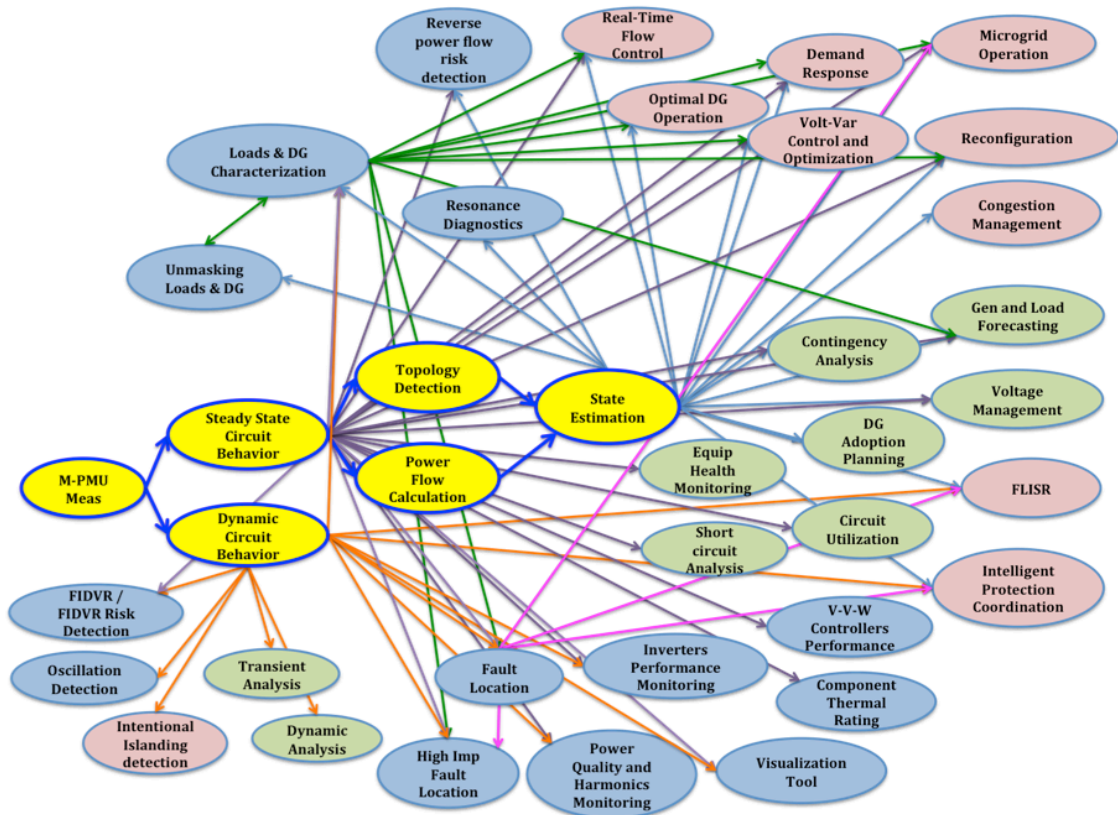 Reverse
power flow
risk
detection
Real-Time
Flow
Control
Demand
Response
Microgrid
Operation
Optimal DG
Operation
Volt-Var
Control and
Optimization
Reconfiguration
Loads & DG
Characterization
Resonance
Diagnostics
Congestion
Management
Unmasking
Loads & DG
Gen and Load
Forecasting
Contingency
Analysis
Topology
Detection
State
Estimation
Voltage
Management
Steady State
Circuit
Behavior
DG
Adoption
Planning
Equip
Health
Monitoring
Power
Flow
Calculation
M-PMU
Meas
FLISR
Dynamic
Circuit
Behavior
Circuit
Utilization
Short
circuit
Analysis
Intelligent
Protection
Coordination
FIDVR /
FIDVR Risk
Detection
V-V-W
Controllers
Performance
Oscillation
Detection
Transient
Analysis
Fault
Location
Inverters
Performance
Monitoring
Component
Thermal
Rating
Intentional
Islanding
detection
Dynamic
Analysis
High Imp
Fault
Location
Power
Quality and
Harmonics
Monitoring
Visualization
Tool